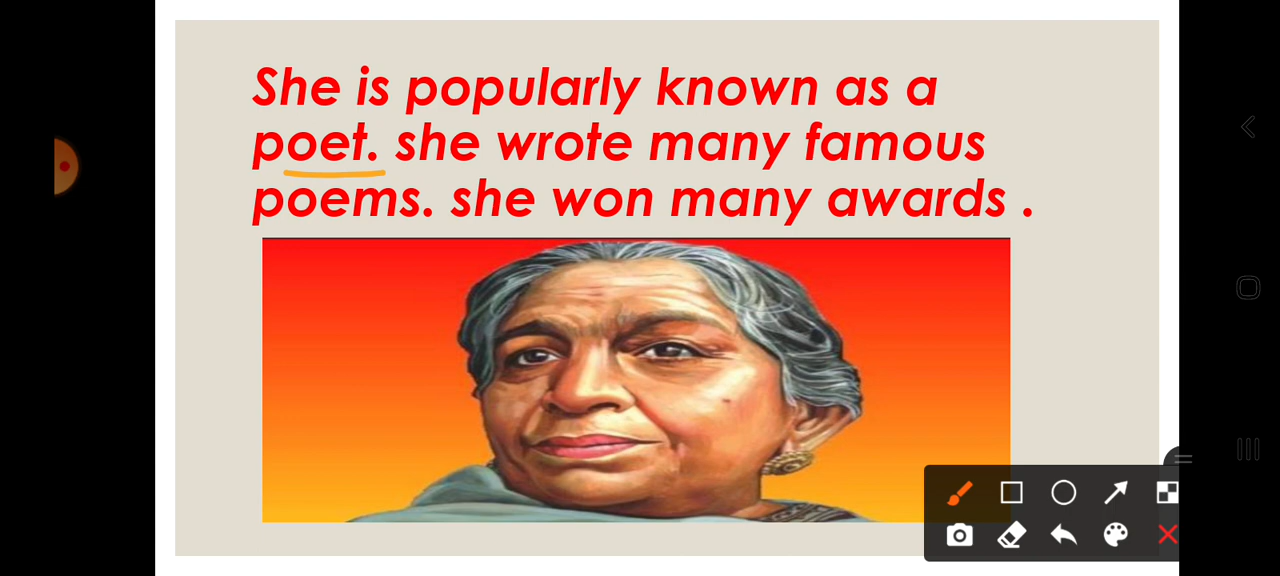 She is popularly known as a
poet. she wrote many famous
poems. she won many awards .